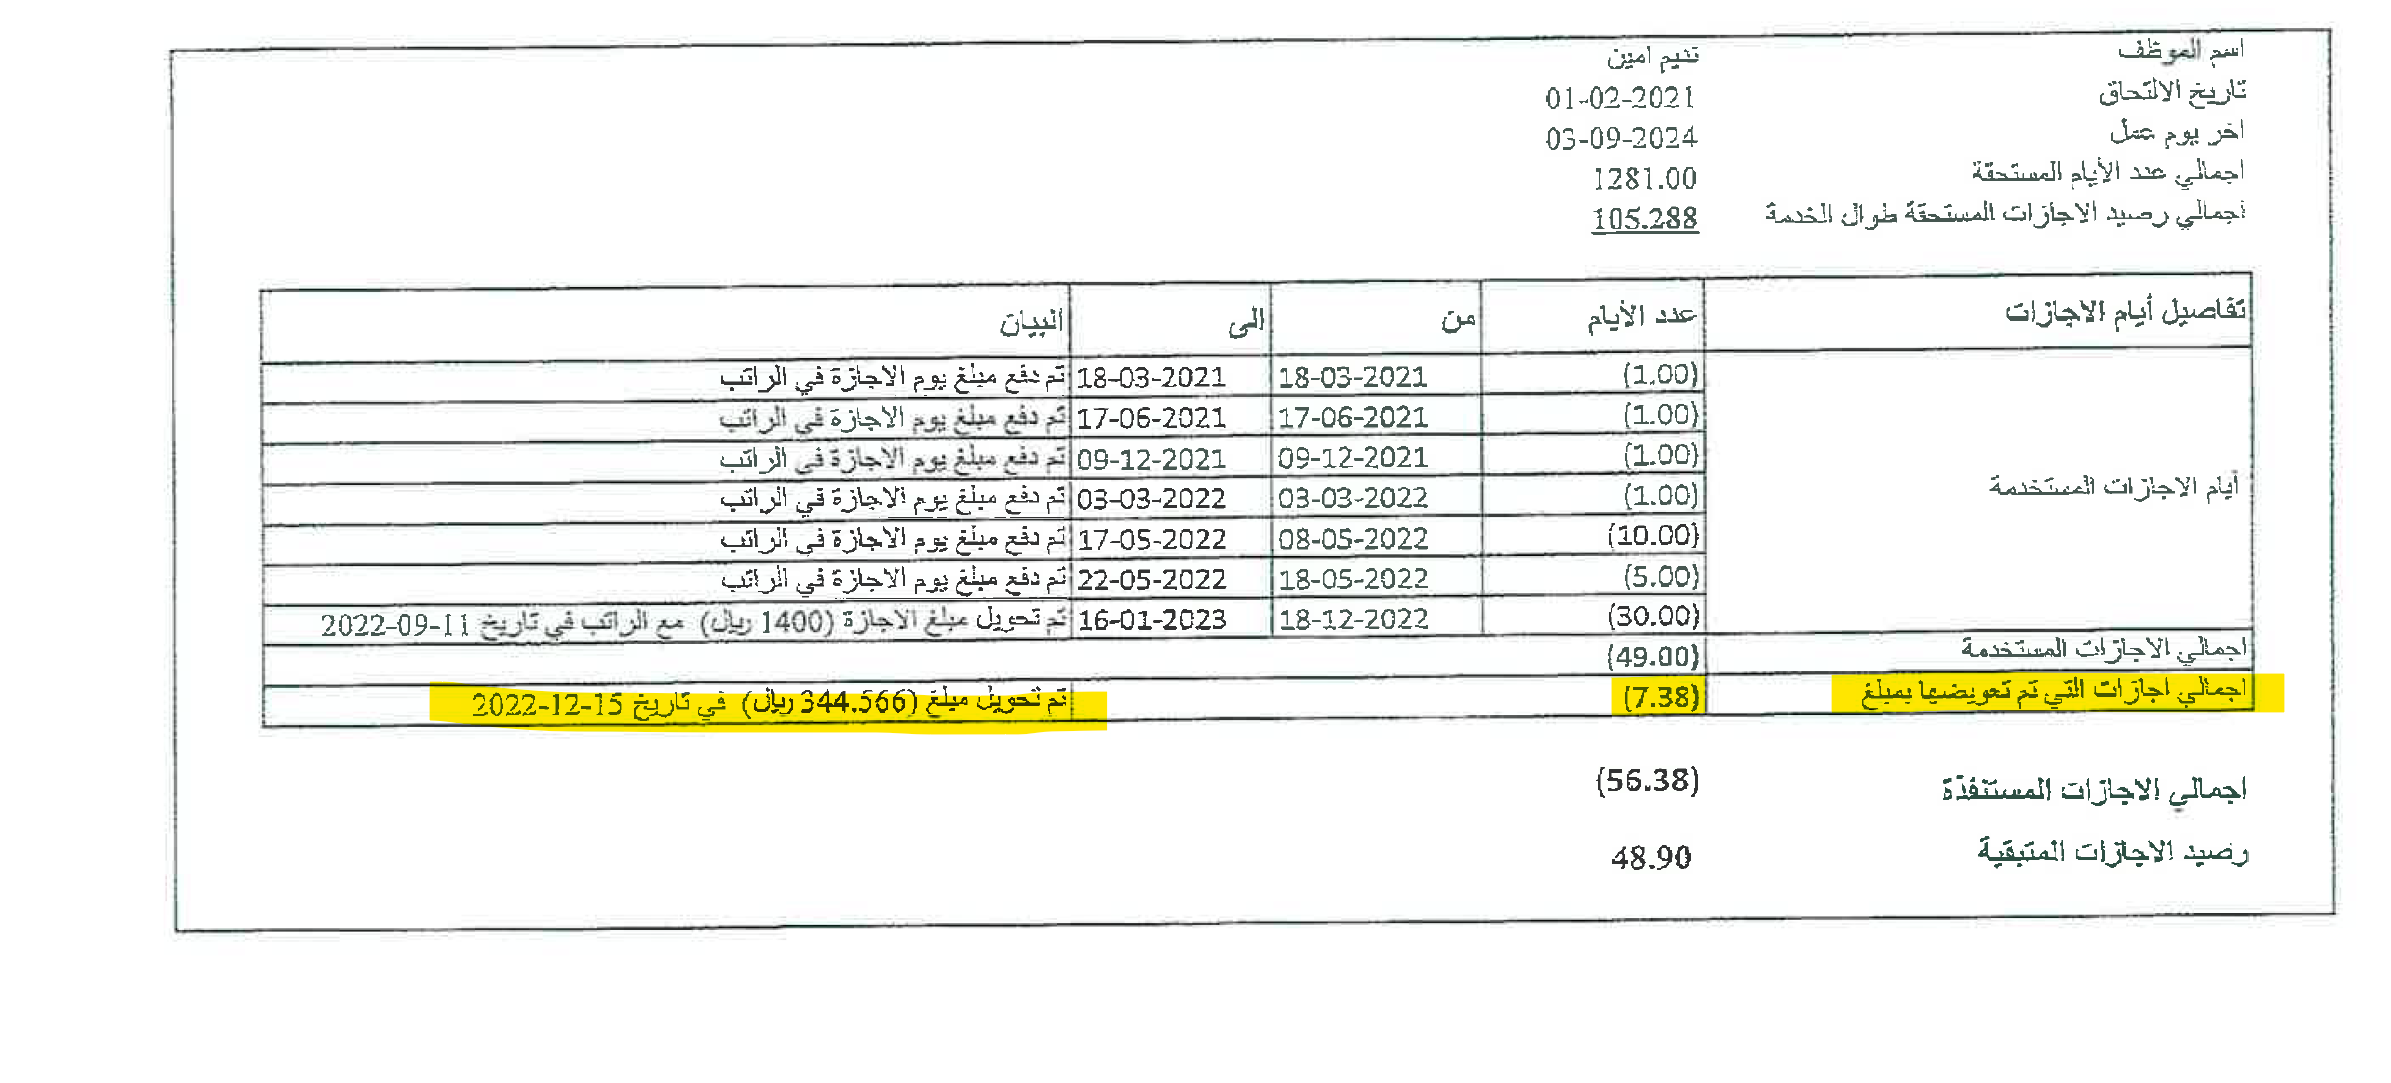 اسم الموظف نديم امين
تاريخ الالتحاق 01-02-2021
اخر يوم عمل 03-09-2024
اجمالي عدد الأيام المستحقة 1281.00
اجمالي رصيد الاجازات المستحقة طوال الخدمة 105.288
تفاصيل أيام الاجازات عدد الأيام من الى البيان
(1.00) 18-03-2021 18-03-2021 تم دفع مبلغ يوم الاجازة في الراتب
(1.00) 17-06-2021 17-06-2021 تم دفع مبلغ يوم الاجازة في الراتب
(1.00) 09-12-2021 09-12-2021 تم دفع مبلغ يوم الاجازة في الراتب
أيام الاجازات المستخدمة (1.00) 03-03-2022 03-03-2022 تم دفع مبلغ يوم الاجازة في الراتب
(10.00) 08-05-2022 17-05-2022 تم دفع مبلغ يوم الاجازة في الراتب
(5.00) 18-05-2022 22-05-2022 تم دفع مبلغ يوم الاجازة في الراتب
(30.00) 18-12-2022 16-01-2023 تم تحويل مبلغ الاجازة (1400 ريال) مع الراتب في تاريخ 11-09-2022
اجمالي الاجازات المستخدمة (49.00)
اجمالي اجازات التي تم تعويضها بمبلغ (7.38) تم تحويل مبلغ (344.566 ريال) في تاريخ 15-12-2022
اجمالي الاجازات المستنفذة (56.38)
رصيد الاجازات المتبقية 48.90